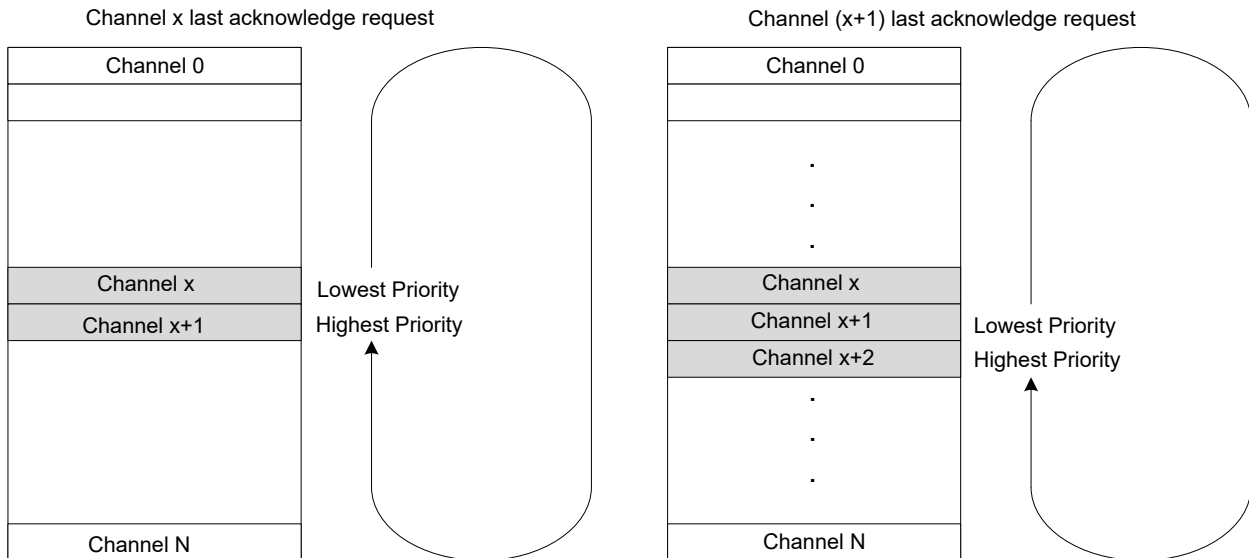 Channel x last acknowledge request
Channel 0
Channel x
Lowest Priority
Channel x+1
Highest Priority
Channel N
Channel (x+1) last acknowledge request
Channel 0
.
.
.
Channel x
Channel x+1
Lowest Priority
Channel x+2
Highest Priority
.
.
.
Channel N